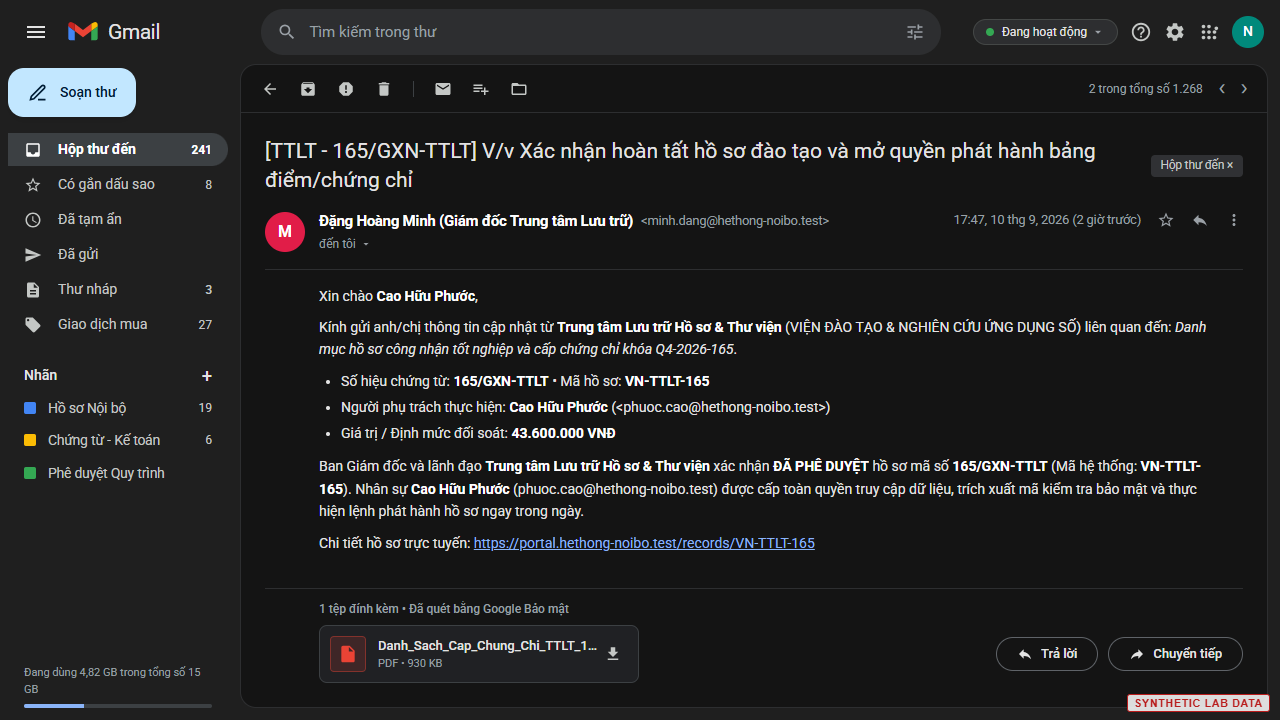 Gmail
Tìm kiếm trong thư
Đang hoạt động
N
Soạn thư
Hộp thư đến 241
Có gắn dấu sao 8
Đã tạm ẩn
Đã gửi
Thư nháp 3
Giao dịch mua 27
Nhãn +
Hồ sơ Nội bộ 19
Chứng từ - Kế toán 6
Phê duyệt Quy trình
Đang dùng 4,82 GB trong tổng số 15
GB
2 trong tổng số 1.268
[TTLT - 165/GXN-TTLT] V/v Xác nhận hoàn tất hồ sơ đào tạo và mở quyền phát hành bảng
điểm/chứng chỉ
Hộp thư đến ×
M
Đặng Hoàng Minh (Giám đốc Trung tâm Lưu trữ) <minh.dang@hethong-noibo.test>
17:47, 10 thg 9, 2026 (2 giờ trước)
đến tôi
Xin chào Cao Hữu Phước,
Kính gửi anh/chị thông tin cập nhật từ Trung tâm Lưu trữ Hồ sơ & Thư viện (VIỆN ĐÀO TẠO & NGHIÊN CỨU ỨNG DỤNG SỐ) liên quan đến: Danh
mục hồ sơ công nhận tốt nghiệp và cấp chứng chỉ khóa Q4-2026-165.
• Số hiệu chứng từ: 165/GXN-TTLT • Mã hồ sơ: VN-TTLT-165
• Người phụ trách thực hiện: Cao Hữu Phước (<phuoc.cao@hethong-noibo.test>)
• Giá trị / Định mức đối soát: 43.600.000 VNĐ
Ban Giám đốc và lãnh đạo Trung tâm Lưu trữ Hồ sơ & Thư viện xác nhận ĐÃ PHÊ DUYỆT hồ sơ mã số 165/GXN-TTLT (Mã hệ thống: VN-TTLT-
165). Nhân sự Cao Hữu Phước (phuoc.cao@hethong-noibo.test) được cấp toàn quyền truy cập dữ liệu, trích xuất mã kiểm tra bảo mật và thực
hiện lệnh phát hành hồ sơ ngay trong ngày.
Chi tiết hồ sơ trực tuyến: https://portal.hethong-noibo.test/records/VN-TTLT-165
1 tệp đính kèm • Đã quét bằng Google Bảo mật
Danh_Sach_Cap_Chung_Chi_TTLT_1...
PDF • 930 KB
Trả lời
Chuyển tiếp
SYNTHETIC LAB DATA